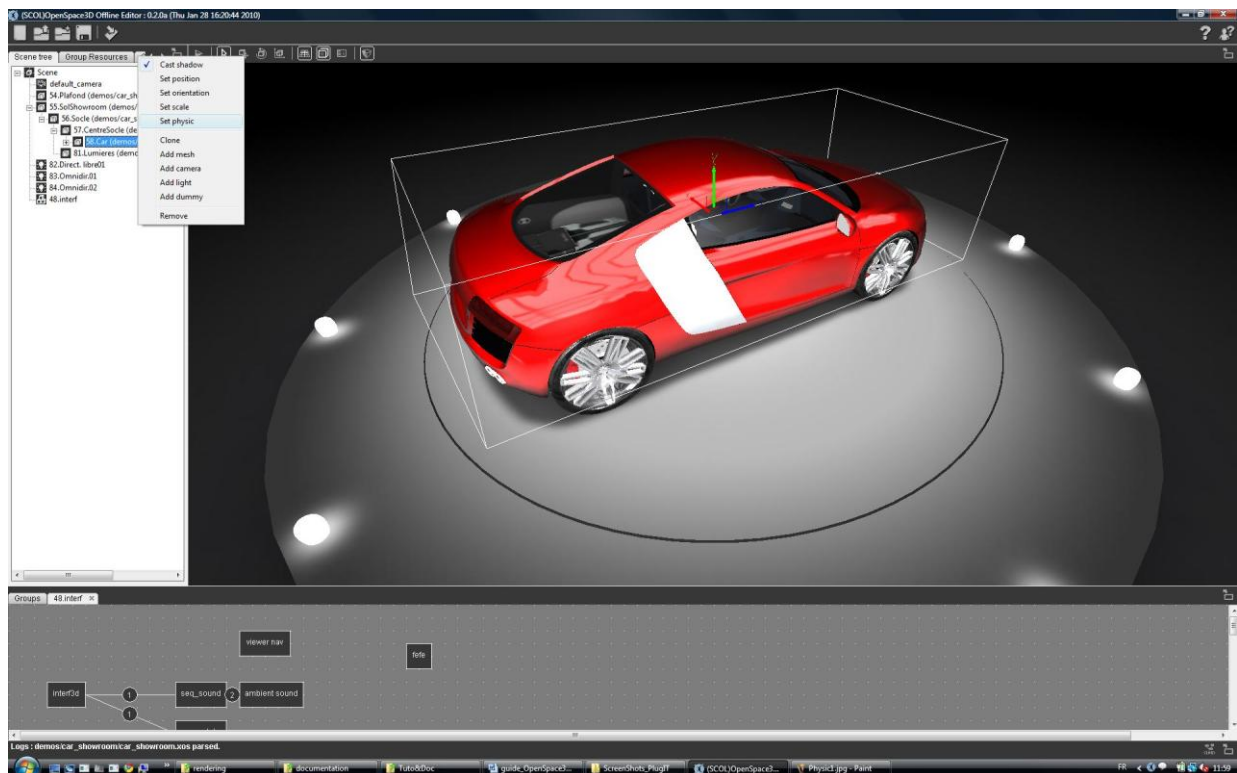 (SCOL)OpenSpace3D Offline Editor : 0.2.0a (Thu Jan 28 16:20:44 2010)
Scene tree
Group Resources
Scene
default_camera
54.Plafond (demos/car_sh
55.SolShowroom (demos/
56.Socle (demos/car_s
57.CentreSocle (de
58.Car (demos/
81.Lumieres (demo
82.Direct. libre01
83.Omnidir.01
84.Omnidir.02
48.interf
Cast shadow
Set position
Set orientation
Set scale
Set physic
Clone
Add mesh
Add camera
Add light
Add dummy
Remove
Y
Groups
48.interf
viewer nav
fefe
interf3d
1
seq_sound
2
ambient sound
1
Logs : demos/car_showroom/car_showroom.xos parsed.
rendering
documentation
Tuto&Doc
guide_OpenSpace3...
ScreenShots_PlugIT
(SCOL)OpenSpace3...
Physic1.jpg - Paint
FR
11:59